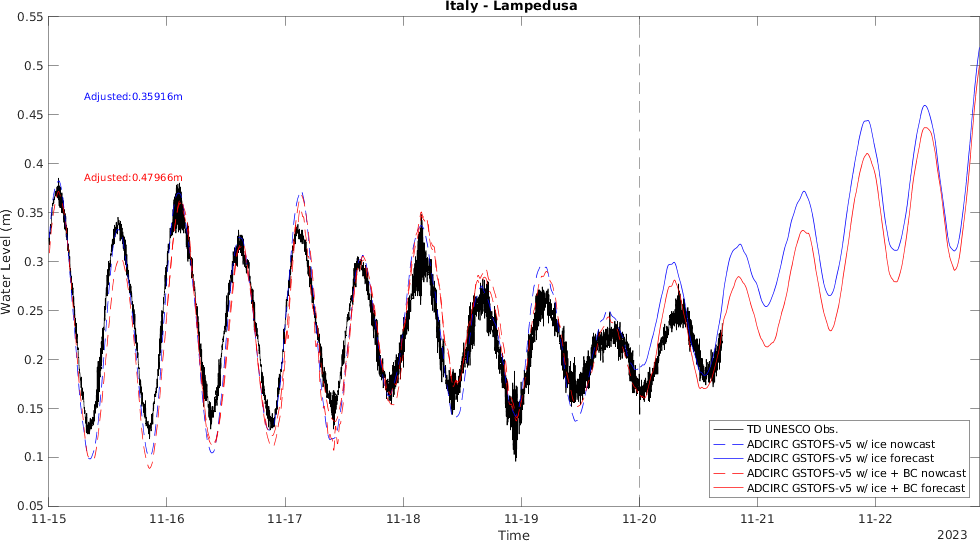 Italy - Lampedusa
0.55
0.5
0.45
0.4
0.35
0.3
0.25
0.2
0.15
0.1
0.05
Water Level (m)
Adjusted:0.35916m
Adjusted:0.47966m
TD UNESCO Obs.
ADCIRC GSTOFS-v5 w/ ice nowcast
ADCIRC GSTOFS-v5 w/ ice forecast
ADCIRC GSTOFS-v5 w/ ice + BC nowcast
ADCIRC GSTOFS-v5 w/ ice + BC forecast
11-15 11-16 11-17 11-18 11-19 11-20 11-21 11-22
Time
2023